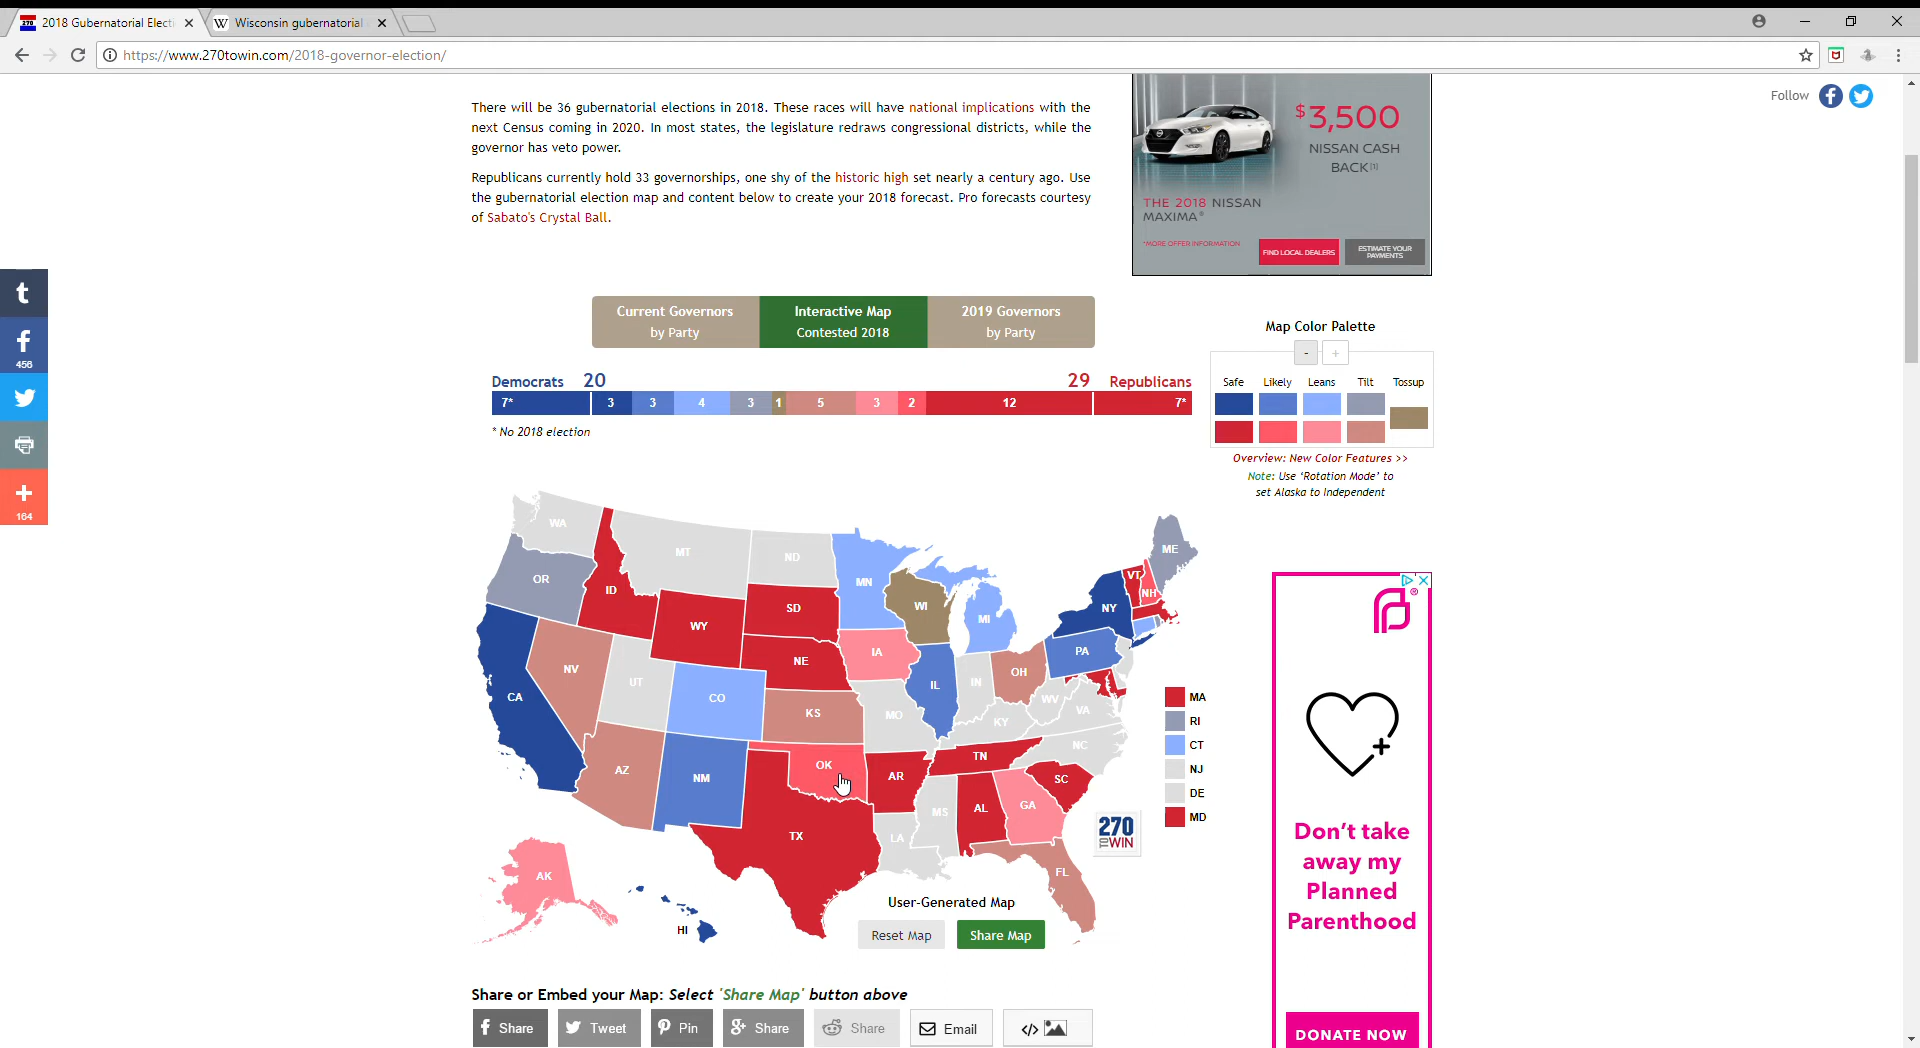 2018 Gubernatorial Electi
Wisconsin gubernatorial
https://www.270towin.com/2018-governor-election/
There will be 36 gubernatorial elections in 2018. These races will have national implications with the
next Census coming in 2020. In most states, the legislature redraws congressional districts, while the
governor has veto power.
Republicans currently hold 33 governorships, one shy of the historic high set nearly a century ago. Use
the gubernatorial election map and content below to create your 2018 forecast. Pro forecasts courtesy
of Sabato's Crystal Ball.
$3,500
NISSAN CASH
BACK[1]
THE 2018 NISSAN
MAXIMA®
*MORE OFFER INFORMATION
FIND LOCAL DEALERS
ESTIMATE YOUR
PAYMENTS
Follow
456
164
Current Governors
by Party
Interactive Map
Contested 2018
2019 Governors
by Party
Democrats 20
29 Republicans
7* 3 3 4 3 1 5 3 2 12 7*
* No 2018 election
Map Color Palette
- +
Safe Likely Leans Tilt Tossup
Overview: New Color Features >>
Note: Use ‘Rotation Mode’ to
set Alaska to Independent
WA
MT
ND
ME
OR
ID
MN
VT
NH
SD
WI
NY
MI
WY
IA
PA
NE
NV
OH
UT
IN
IL
CA
CO
WV
VA
KS
MO
KY
NC
TN
AZ
NM
OK
AR
SC
MS
AL
GA
TX
LA
FL
AK
HI
MA
RI
CT
NJ
DE
MD
270
TO
WIN
User-Generated Map
Reset Map
Share Map
Share or Embed your Map: Select 'Share Map' button above
Share
Tweet
Pin
Share
Share
Email
</>
Don't take
away my
Planned
Parenthood
DONATE NOW